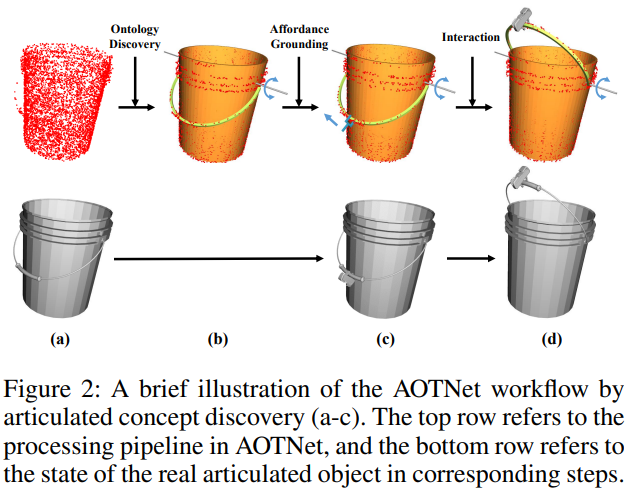 Ontology
Discovery
Affordance
Grounding
Interaction
(a)
(b)
(c)
(d)
Figure 2: A brief illustration of the AOTNet workflow by
articulated concept discovery (a-c). The top row refers to the
processing pipeline in AOTNet, and the bottom row refers to
the state of the real articulated object in corresponding steps.